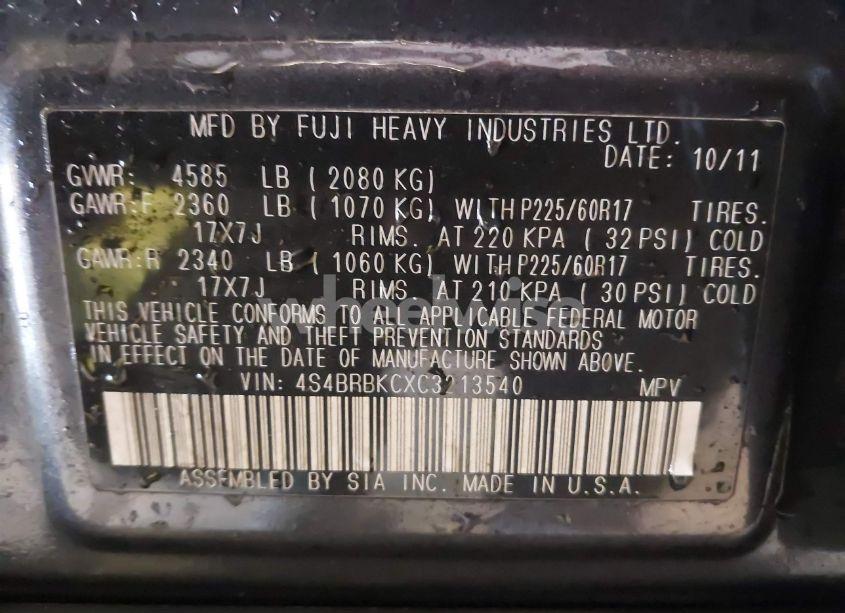 MFD BY FUJI HEAVY INDUSTRIES LTD.
DATE: 10/11
GVWR: 4585 LB ( 2080 KG)
GAWR:F 2360 LB ( 1070 KG) WITH P225/60R17 TIRES.
17X7J RIMS. AT 220 KPA ( 32 PSI) COLD
GAWR:R 2340 LB ( 1060 KG) WITH P225/60R17 TIRES.
17X7J RIMS. AT 210 KPA ( 30 PSI) COLD
THIS VEHICLE CONFORMS TO ALL APPLICABLE FEDERAL MOTOR
VEHICLE SAFETY AND THEFT PREVENTION STANDARDS
IN EFFECT ON THE DATE OF MANUFACTURE SHOWN ABOVE.
VIN: 4S4BRBKCXC3213540 MPV
ASSEMBLED BY SIA INC. MADE IN U.S.A.
wheelwise